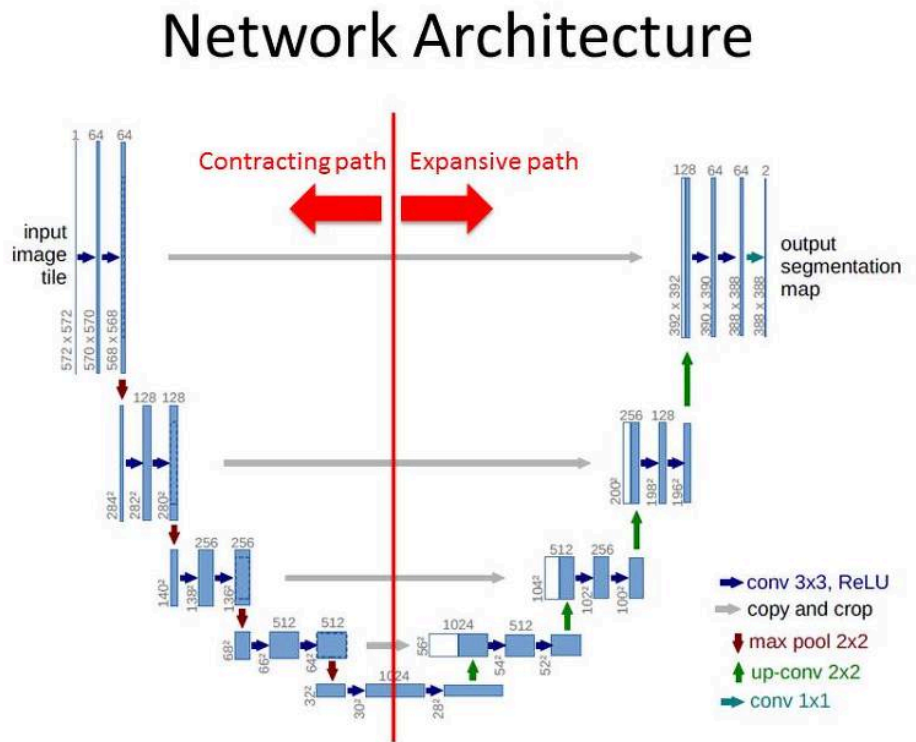 Network Architecture
Contracting path
Expansive path
1 64 64
input
image
tile
572 x 572
570 x 570
568 x 568
128 64 64 2
output
segmentation
map
392 x 392
390 x 390
388 x 388
388 x 388
128 128
284²
282²
280²
256 128
200²
198²
196²
256 256
140²
138²
136²
512 256
104²
102²
100²
512 512
68²
66²
64²
1024 512
56²
54²
52²
1024
32²
30²
28²
conv 3x3, ReLU
copy and crop
max pool 2x2
up-conv 2x2
conv 1x1